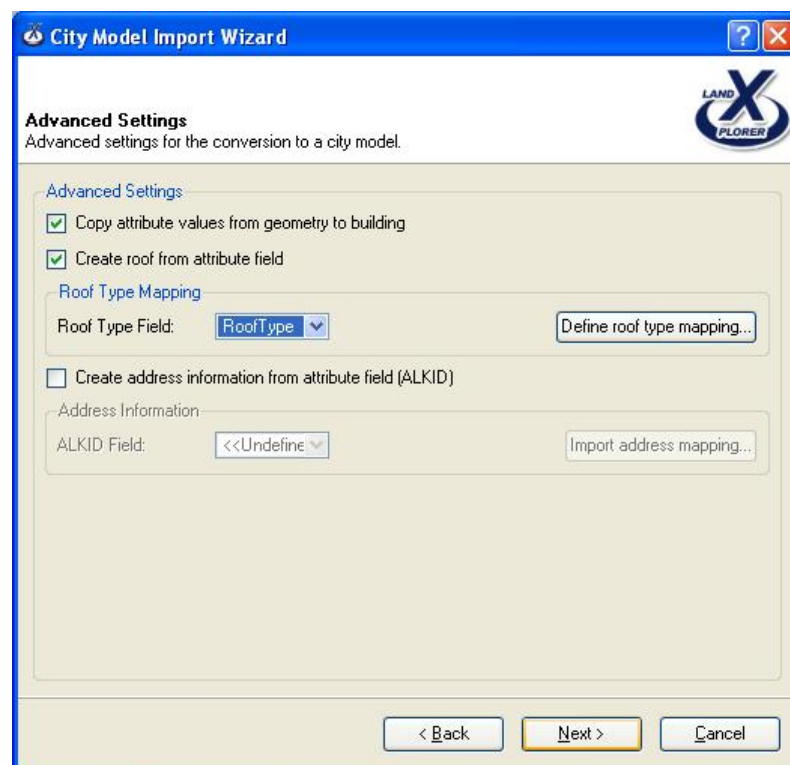 City Model Import Wizard
LAND
X
PLORER
Advanced Settings
Advanced settings for the conversion to a city model.
Advanced Settings
Copy attribute values from geometry to building
Create roof from attribute field
Roof Type Mapping
Roof Type Field: RoofType Define roof type mapping...
Create address information from attribute field (ALKID)
Address Information
ALKID Field: <<Undefine Import address mapping...
< Back Next > Cancel